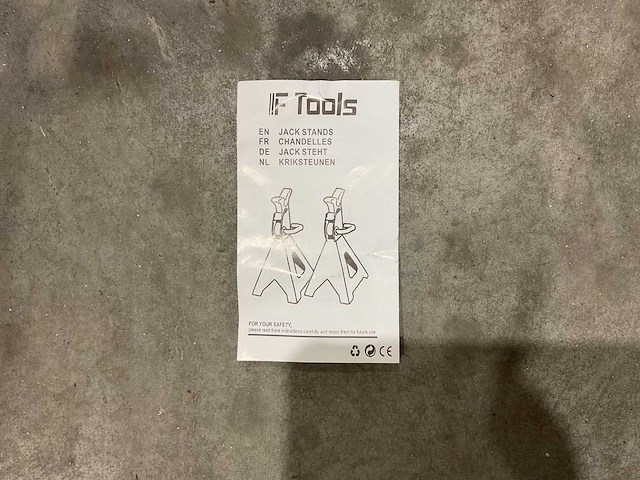 F Tools
EN JACK STANDS
FR CHANDELLES
DE JACK STEHT
NL KRIKSTEUNEN
FOR YOUR SAFETY,
please read these instructions carefully and retain them for future use
CE